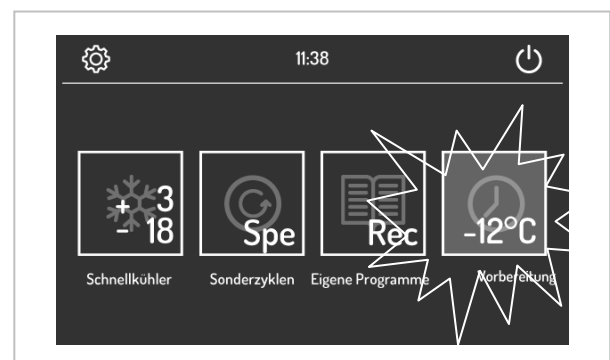 11:38
+ 3
- 18
Spe
Rec
-12°C
Schnellkühler
Sonderzyklen
Eigene Programme
Vorbereitung